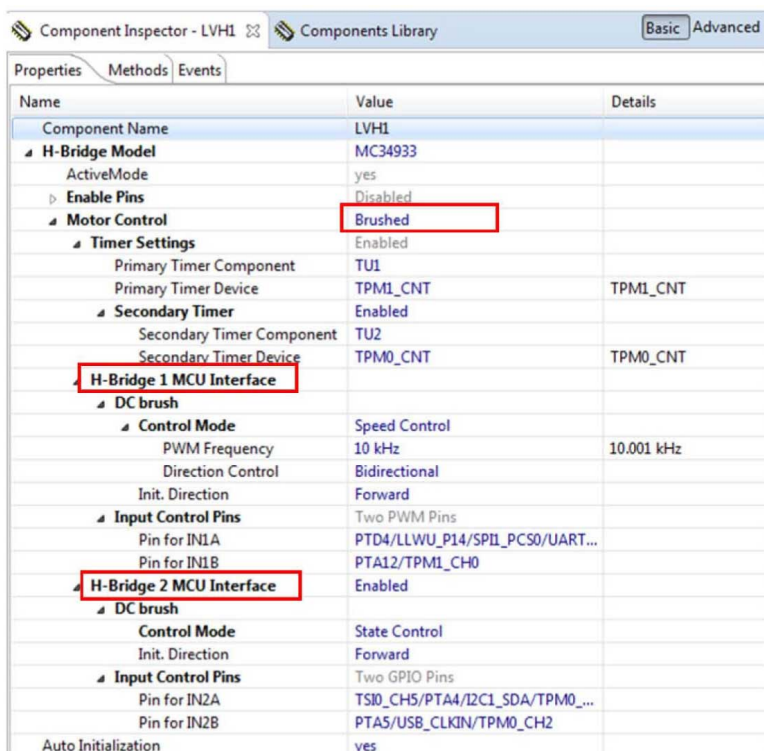 Component Inspector - LVH1 Components Library Basic Advanced
Properties Methods Events
Name Value Details
Component Name LVH1
H-Bridge Model MC34933
ActiveMode yes
Enable Pins Disabled
Motor Control Brushed
Timer Settings Enabled
Primary Timer Component TU1
Primary Timer Device TPM1_CNT TPM1_CNT
Secondary Timer Enabled
Secondary Timer Component TU2
Secondary Timer Device TPM0_CNT TPM0_CNT
H-Bridge 1 MCU Interface
DC brush
Control Mode Speed Control
PWM Frequency 10 kHz 10.001 kHz
Direction Control Bidirectional
Init. Direction Forward
Input Control Pins Two PWM Pins
Pin for IN1A PTD4/LLWU_P14/SPI1_PCS0/UART...
Pin for IN1B PTA12/TPM1_CH0
H-Bridge 2 MCU Interface Enabled
DC brush
Control Mode State Control
Init. Direction Forward
Input Control Pins Two GPIO Pins
Pin for IN2A TSI0_CH5/PTA4/I2C1_SDA/TPM0_...
Pin for IN2B PTA5/USB_CLKIN/TPM0_CH2
Auto Initialization yes